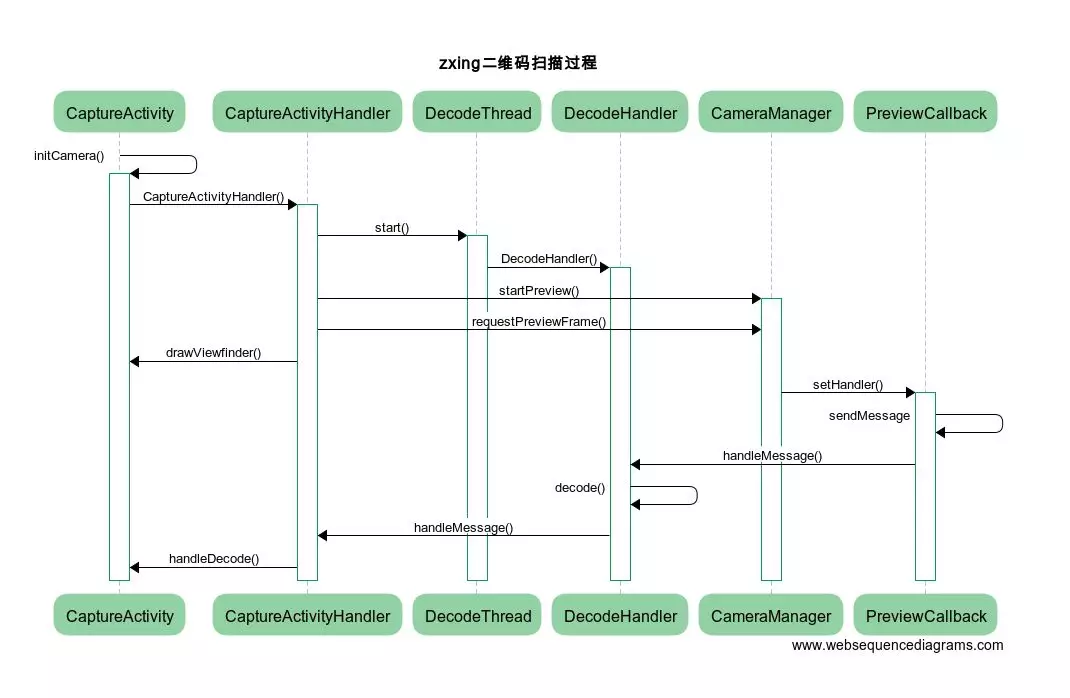 zxing二维码扫描过程
CaptureActivity CaptureActivityHandler DecodeThread DecodeHandler CameraManager PreviewCallback
initCamera()
CaptureActivityHandler()
start()
DecodeHandler()
startPreview()
requestPreviewFrame()
drawViewfinder()
setHandler()
sendMessage
handleMessage()
decode()
handleMessage()
handleDecode()
CaptureActivity CaptureActivityHandler DecodeThread DecodeHandler CameraManager PreviewCallback
www.websequencediagrams.com